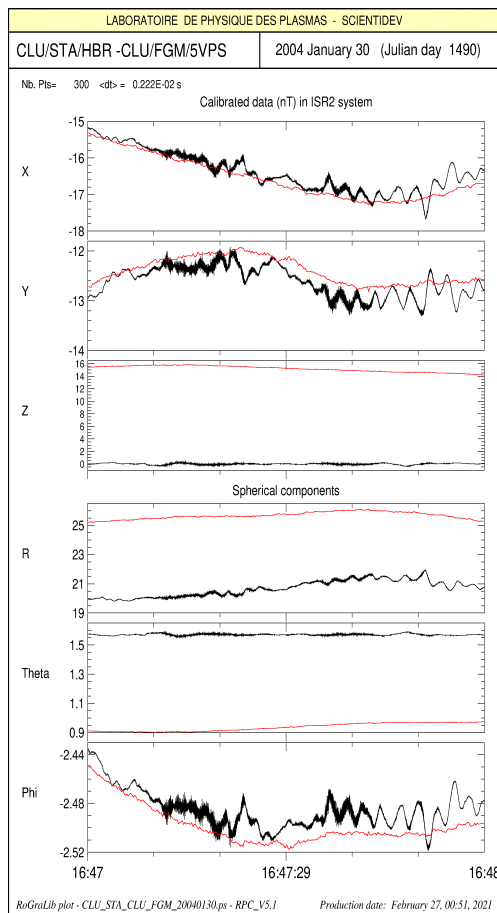 LABORATOIRE DE PHYSIQUE DES PLASMAS - SCIENTIDEV
CLU/STA/HBR -CLU/FGM/5VPS
2004 January 30 (Julian day 1490)
Nb. Pts= 300 <dt> = 0.222E-02 s
Calibrated data (nT) in ISR2 system
-15
-16
-17
-18
X
-12
-13
-14
Y
16
14
12
10
8
6
4
2
0
Z
Spherical components
25
23
21
19
R
1.5
1.3
1.1
0.9
Theta
-2.44
-2.48
-2.52
Phi
16:47
16:47:29
16:48
RoGraLib plot - CLU_STA_CLU_FGM_20040130.ps - RPC_V5.1
Production date: February 27, 00:51, 2021